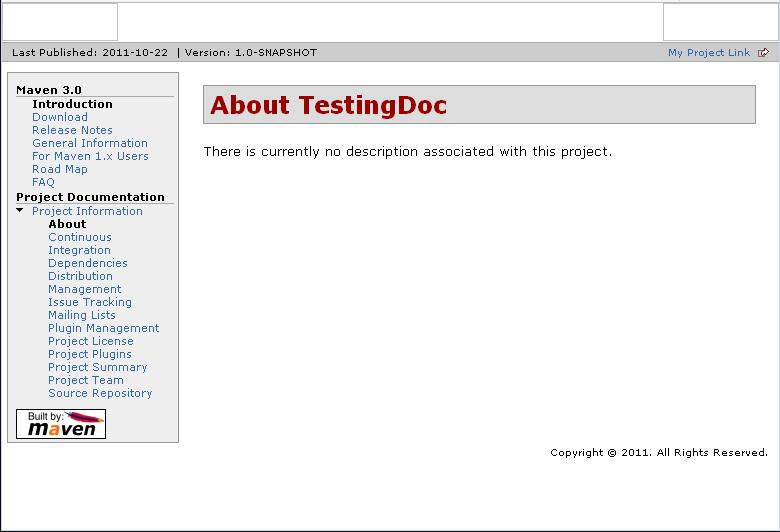 Last Published: 2011-10-22 | Version: 1.0-SNAPSHOT
My Project Link
Maven 3.0
Introduction
Download
Release Notes
General Information
For Maven 1.x Users
Road Map
FAQ
Project Documentation
Project Information
About
Continuous
Integration
Dependencies
Distribution
Management
Issue Tracking
Mailing Lists
Plugin Management
Project License
Project Plugins
Project Summary
Project Team
Source Repository
Built by:
maven
About TestingDoc
There is currently no description associated with this project.
Copyright © 2011. All Rights Reserved.